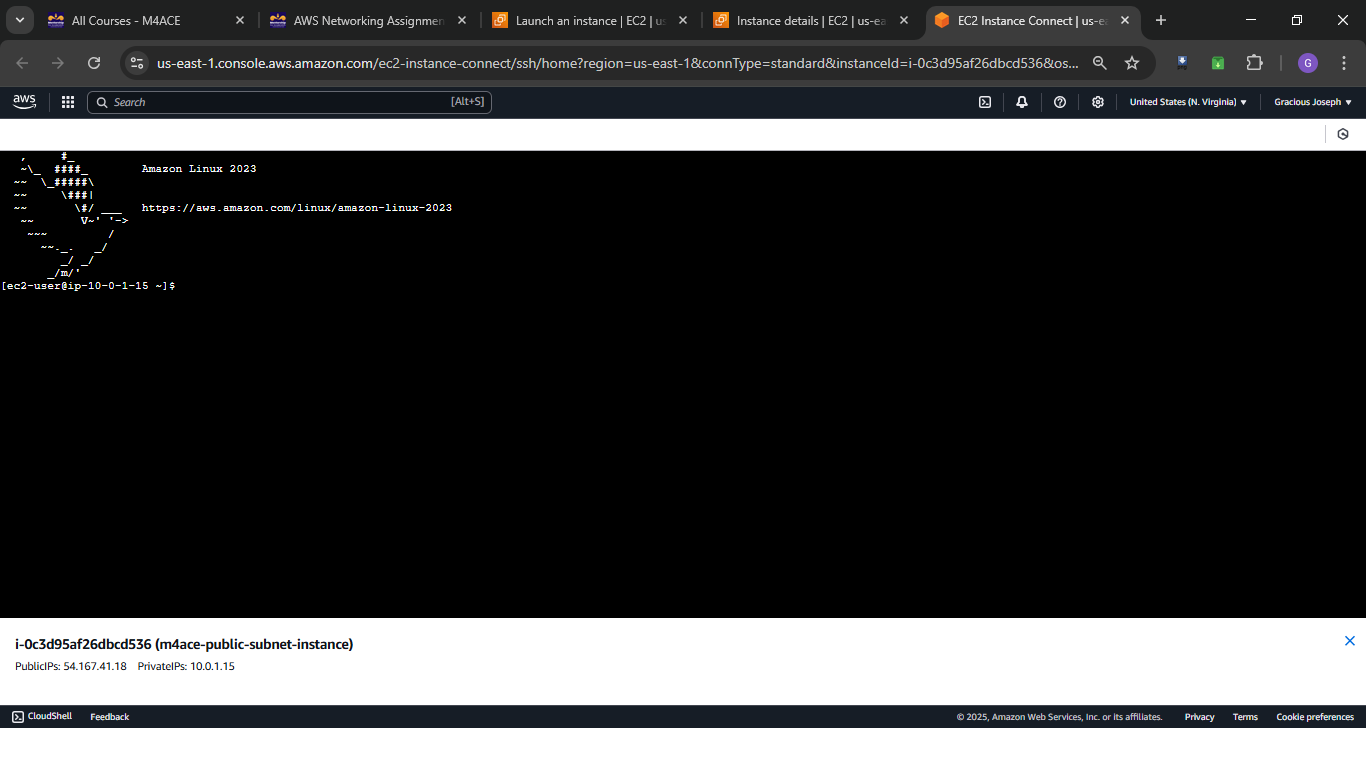 All Courses - M4ACE
AWS Networking Assignmen
Launch an instance | EC2 | us
Instance details | EC2 | us-ea
EC2 Instance Connect | us-e
us-east-1.console.aws.amazon.com/ec2-instance-connect/ssh/home?region=us-east-1&connType=standard&instanceId=i-0c3d95af26dbcd536&os...
G
aws
Search
[Alt+S]
United States (N. Virginia)
Gracious Joseph
   ,     #_
   ~\_  ####_        Amazon Linux 2023
  ~~  \_#####\
  ~~     \###|
  ~~       \#/ ___   https://aws.amazon.com/linux/amazon-linux-2023
   ~~       V~' '->
    ~~~         /
      ~~._.   _/
         _/ _/
       _/m/'
[ec2-user@ip-10-0-1-15 ~]$
i-0c3d95af26dbcd536 (m4ace-public-subnet-instance)
PublicIPs: 54.167.41.18 PrivateIPs: 10.0.1.15
CloudShell
Feedback
© 2025, Amazon Web Services, Inc. or its affiliates.
Privacy
Terms
Cookie preferences